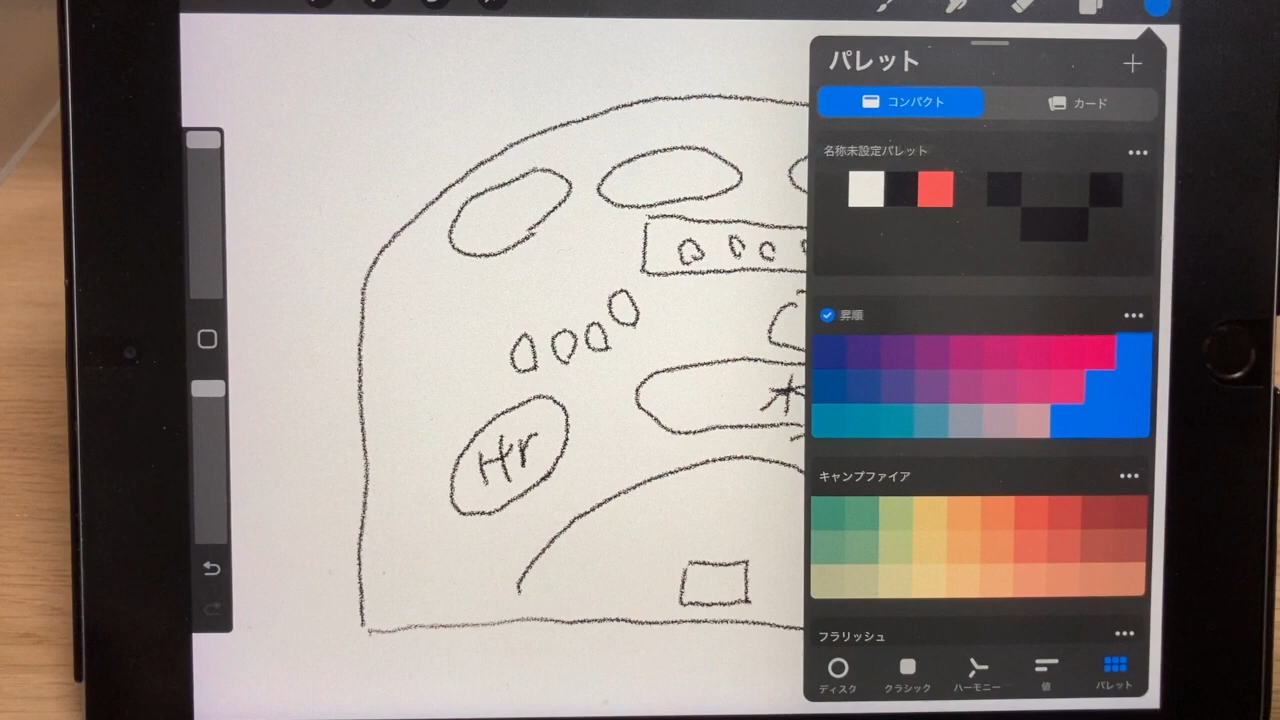 パレット
コンパクト
カード
名称未設定パレット
昇順
キャンプファイア
フラリッシュ
ディスク
クラシック
ハーモニー
値
パレット
Hr